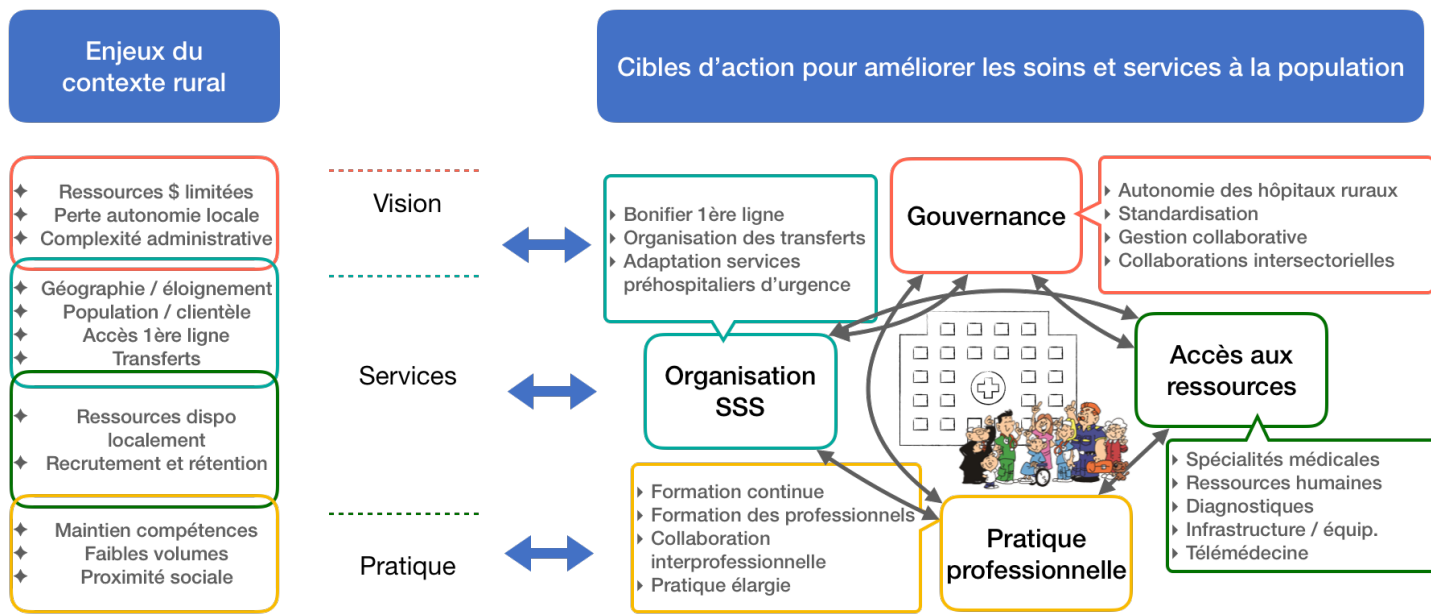 Enjeux du
contexte rural
Cibles d’action pour améliorer les soins et services à la population
Ressources $ limitées
Perte autonomie locale
Complexité administrative
Géographie / éloignement
Population / clientèle
Accès 1ère ligne
Transferts
Ressources dispo
localement
Recrutement et rétention
Maintien compétences
Faibles volumes
Proximité sociale
Vision
Services
Pratique
Bonifier 1ère ligne
Organisation des transferts
Adaptation services
préhospitaliers d’urgence
Organisation
SSS
Gouvernance
Autonomie des hôpitaux ruraux
Standardisation
Gestion collaborative
Collaborations intersectorielles
Accès aux
ressources
Spécialités médicales
Ressources humaines
Diagnostiques
Infrastructure / équip.
Télémédecine
Formation continue
Formation des professionnels
Collaboration
interprofessionnelle
Pratique élargie
Pratique
professionnelle